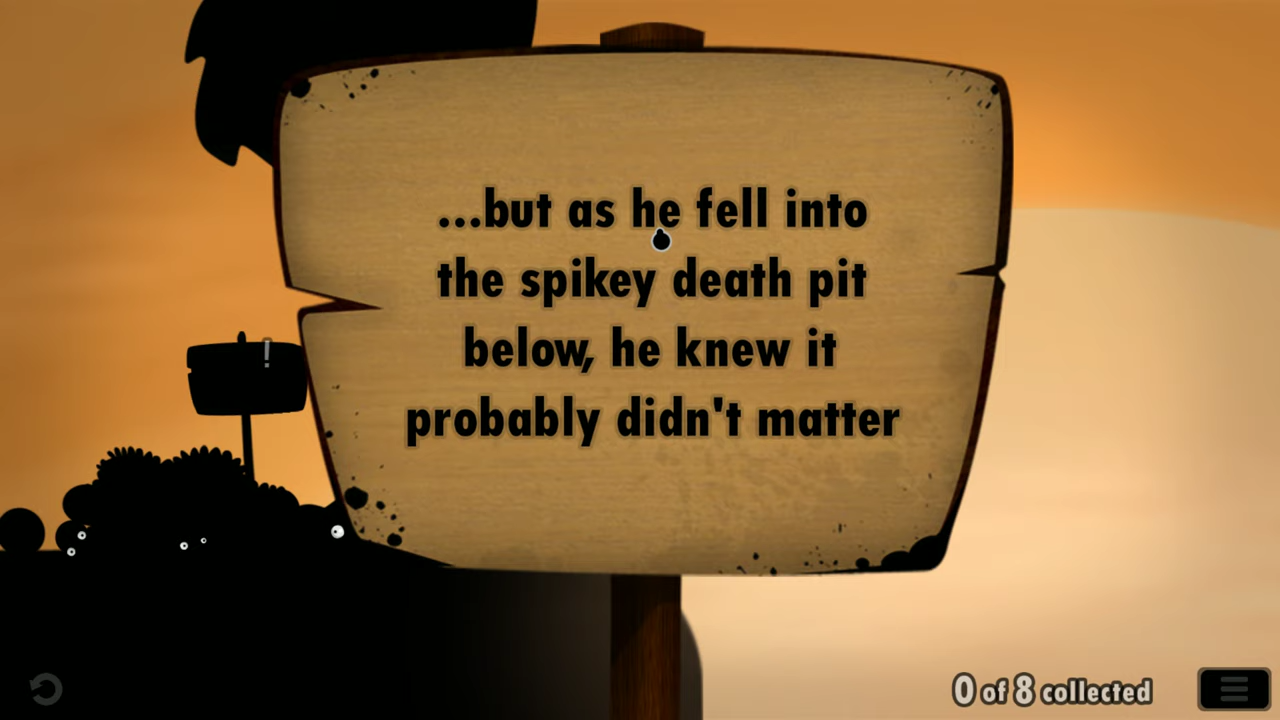 ...but as he fell into
the spikey death pit
below, he knew it
probably didn't matter
!
0 of 8 collected